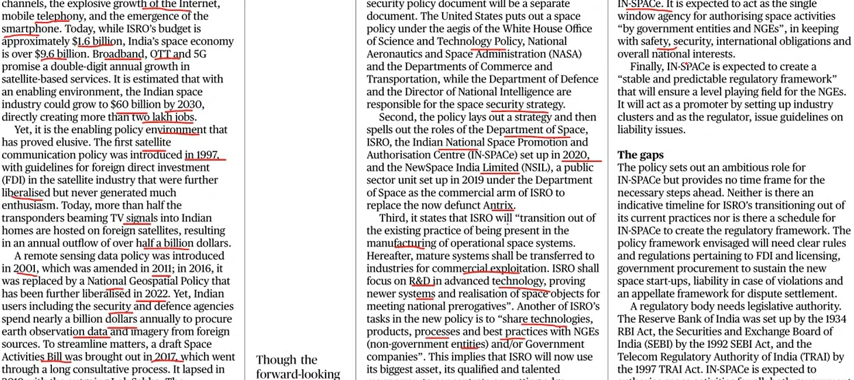 channels, the explosive growth of the Internet,
mobile telephony, and the emergence of the
smartphone. Today, while ISRO's budget is
approximately $1.6 billion, India's space economy
is over $9.6 billion. Broadband, OTT and 5G
promise a double-digit annual growth in
satellite-based services. It is estimated that with
an enabling environment, the Indian space
industry could grow to $60 billion by 2030,
directly creating more than two lakh jobs.
Yet, it is the enabling policy environment that
has proved elusive. The first satellite
communication policy was introduced in 1997,
with guidelines for foreign direct investment
(FDI) in the satellite industry that were further
liberalised but never generated much
enthusiasm. Today, more than half the
transponders beaming TV signals into Indian
homes are hosted on foreign satellites, resulting
in an annual outflow of over half a billion dollars.
A remote sensing data policy was introduced
in 2001, which was amended in 2011; in 2016, it
was replaced by a National Geospatial Policy that
has been further liberalised in 2022. Yet, Indian
users including the security and defence agencies
spend nearly a billion dollars annually to procure
earth observation data and imagery from foreign
sources. To streamline matters, a draft Space
Activities Bill was brought out in 2017, which went
through a long consultative process. It lapsed in
Though the
forward-looking
security policy document will be a separate
document. The United States puts out a space
policy under the aegis of the White House Office
of Science and Technology Policy, National
Aeronautics and Space Administration (NASA)
and the Departments of Commerce and
Transportation, while the Department of Defence
and the Director of National Intelligence are
responsible for the space security strategy.
Second, the policy lays out a strategy and then
spells out the roles of the Department of Space,
ISRO, the Indian National Space Promotion and
Authorisation Centre (IN-SPACe) set up in 2020,
and the NewSpace India Limited (NSIL), a public
sector unit set up in 2019 under the Department
of Space as the commercial arm of ISRO to
replace the now defunct Antrix.
Third, it states that ISRO will "transition out of
the existing practice of being present in the
manufacturing of operational space systems.
Hereafter, mature systems shall be transferred to
industries for commercial exploitation. ISRO shall
focus on R&D in advanced technology, proving
newer systems and realisation of space objects for
meeting national prerogatives". Another of ISRO's
tasks in the new policy is to "share technologies,
products, processes and best practices with NGEs
(non-government entities) and/or Government
companies". This implies that ISRO will now use
its biggest asset, its qualified and talented
IN-SPACe. It is expected to act as the single
window agency for authorising space activities
"by government entities and NGEs", in keeping
with safety, security, international obligations and
overall national interests.
Finally, IN-SPACe is expected to create a
"stable and predictable regulatory framework"
that will ensure a level playing field for the NGEs.
It will act as a promoter by setting up industry
clusters and as the regulator, issue guidelines on
liability issues.
The gaps
The policy sets out an ambitious role for
IN-SPACe but provides no time frame for the
necessary steps ahead. Neither is there an
indicative timeline for ISRO's transitioning out of
its current practices nor is there a schedule for
IN-SPACe to create the regulatory framework. The
policy framework envisaged will need clear rules
and regulations pertaining to FDI and licensing,
government procurement to sustain the new
space start-ups, liability in case of violations and
an appellate framework for dispute settlement.
A regulatory body needs legislative authority.
The Reserve Bank of India was set up by the 1934
RBI Act, the Securities and Exchange Board of
India (SEBI) by the 1992 SEBI Act, and the
Telecom Regulatory Authority of India (TRAI) by
the 1997 TRAI Act. IN-SPACe is expected to